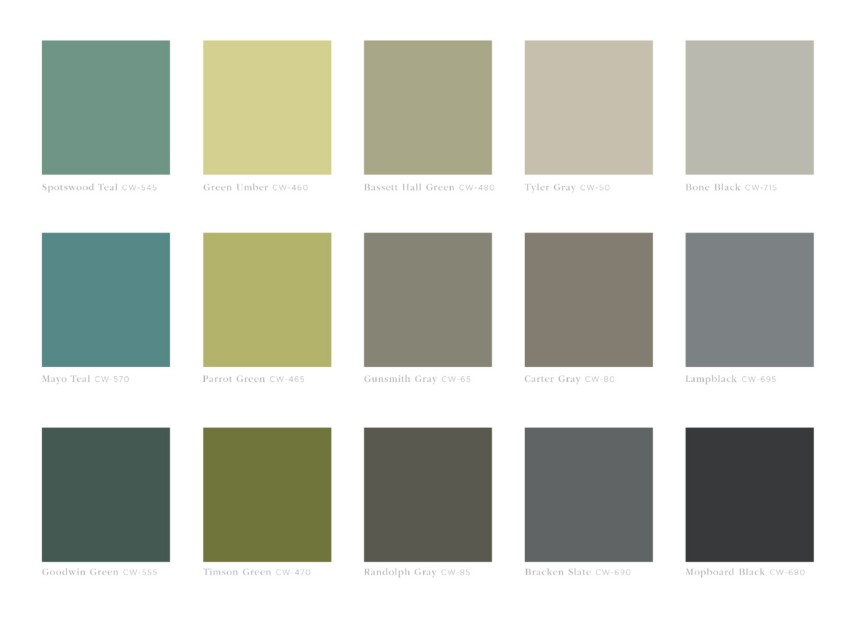 Spotswood Teal CW-545
Green Umber CW-460
Bassett Hall Green CW-480
Tyler Gray CW-50
Bone Black CW-715
Mayo Teal CW-570
Parrot Green CW-465
Gunsmith Gray CW-65
Carter Gray CW-80
Lampblack CW-695
Goodwin Green CW-555
Timson Green CW-470
Randolph Gray CW-85
Bracken Slate CW-690
Mopboard Black CW-680